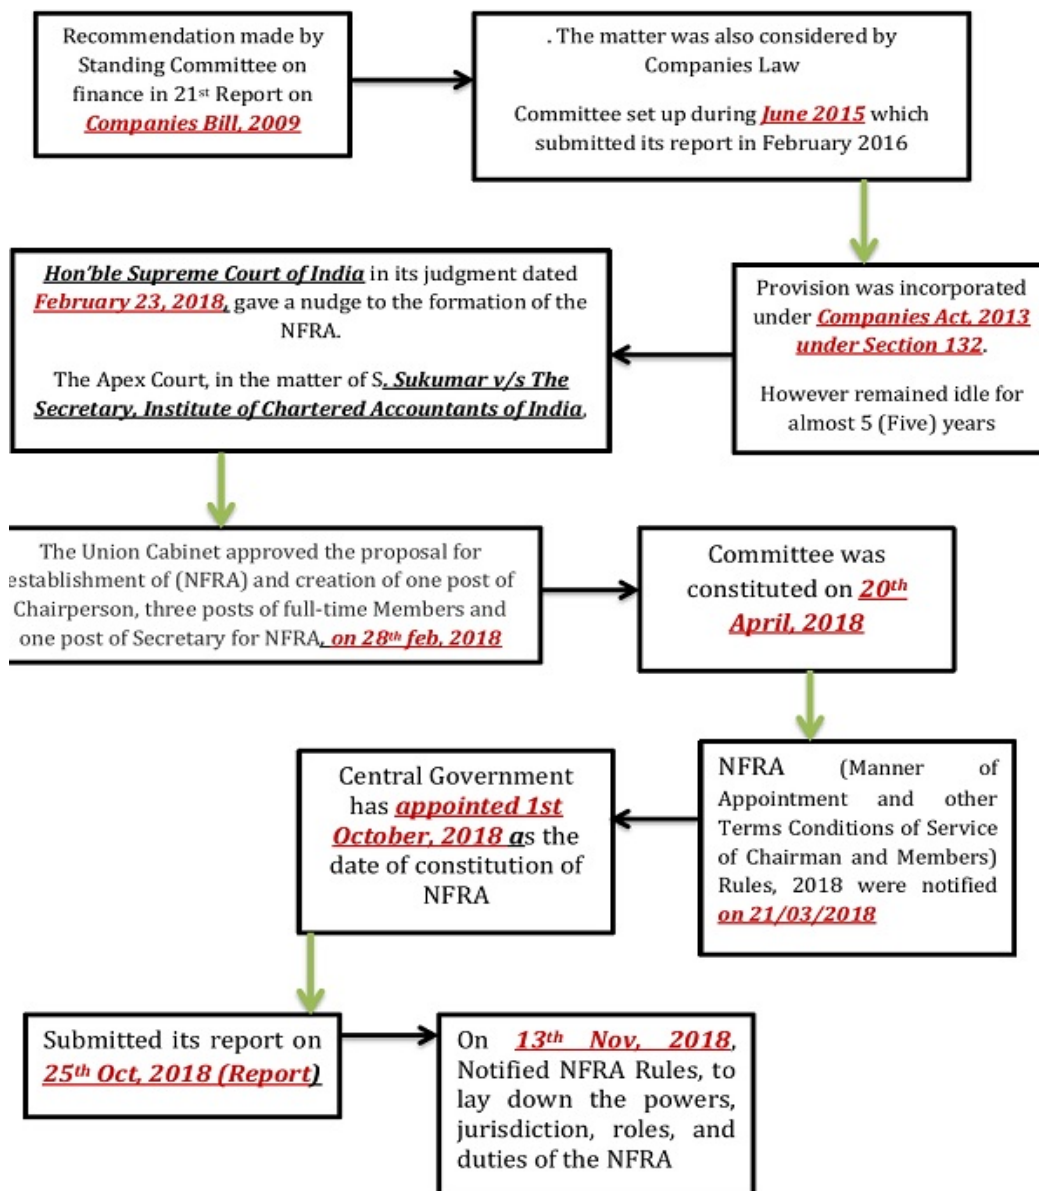 Recommendation made by
Standing Committee on
finance in 21st Report on
Companies Bill, 2009
. The matter was also considered by
Companies Law
Committee set up during June 2015 which
submitted its report in February 2016
Provision was incorporated
under Companies Act, 2013
under Section 132.
However remained idle for
almost 5 (Five) years
Hon'ble Supreme Court of India in its judgment dated
February 23, 2018, gave a nudge to the formation of the
NFRA.
The Apex Court, in the matter of S. Sukumar v/s The
Secretary, Institute of Chartered Accountants of India.
The Union Cabinet approved the proposal for
establishment of (NFRA) and creation of one post of
Chairperson, three posts of full-time Members and
one post of Secretary for NFRA, on 28th feb, 2018
Committee was
constituted on 20th
April, 2018
NFRA (Manner of
Appointment and other
Terms Conditions of Service
of Chairman and Members)
Rules, 2018 were notified
on 21/03/2018
Central Government
has appointed 1st
October, 2018 as the
date of constitution of
NFRA
Submitted its report on
25th Oct, 2018 (Report)
On 13th Nov, 2018,
Notified NFRA Rules, to
lay down the powers,
jurisdiction, roles, and
duties of the NFRA